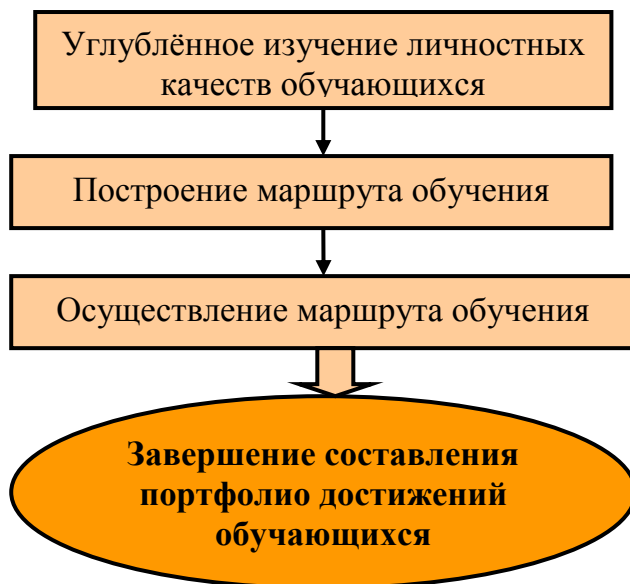 Углублённое изучение личностных
качеств обучающихся
Построение маршрута обучения
Осуществление маршрута обучения
Завершение составления
портфолио достижений
обучающихся